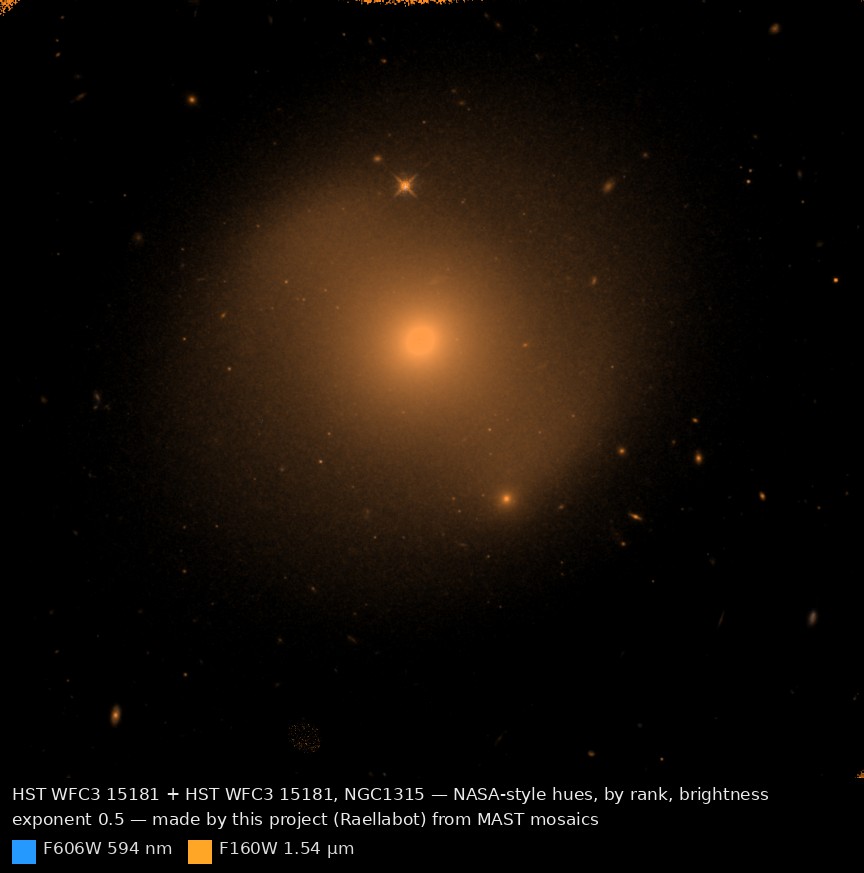 HST WFC3 15181 + HST WFC3 15181, NGC1315 — NASA-style hues, by rank, brightness
exponent 0.5 — made by this project (Raellabot) from MAST mosaics
F606W 594 nm F160W 1.54 µm